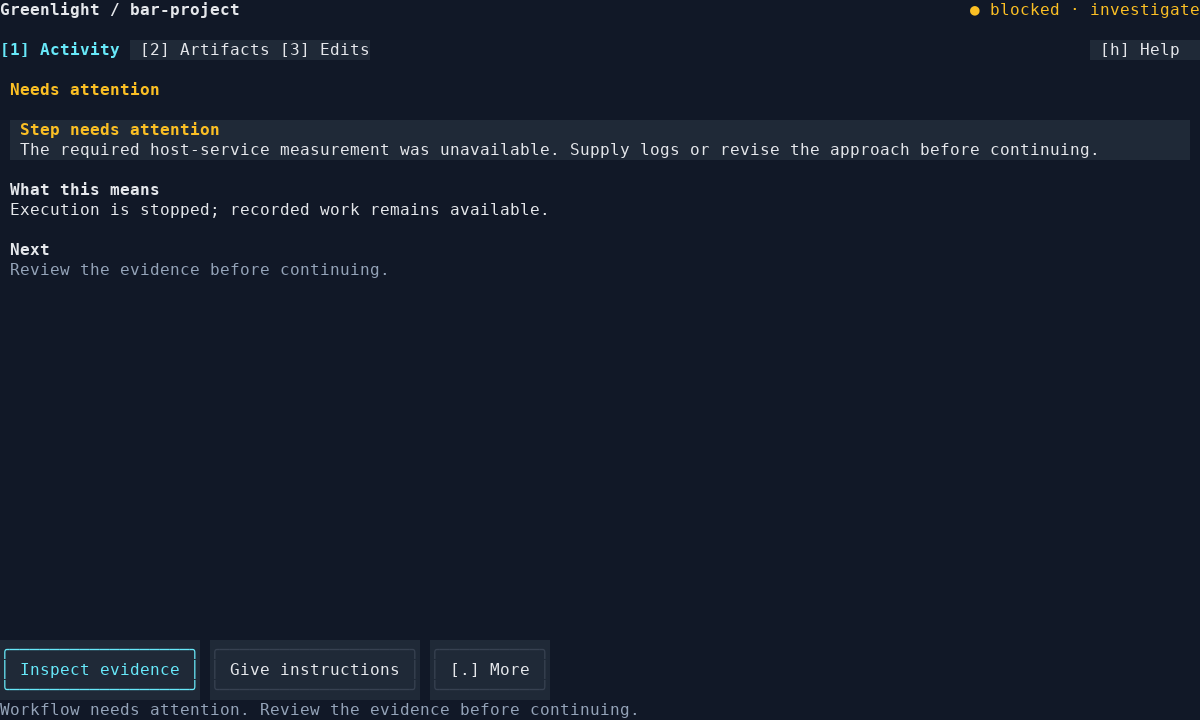 Greenlight / bar-project ● blocked · investigate
[1] Activity [2] Artifacts [3] Edits [h] Help
Needs attention
Step needs attention
The required host-service measurement was unavailable. Supply logs or revise the approach before continuing.
What this means
Execution is stopped; recorded work remains available.
Next
Review the evidence before continuing.
Inspect evidence Give instructions [.] More
Workflow needs attention. Review the evidence before continuing.